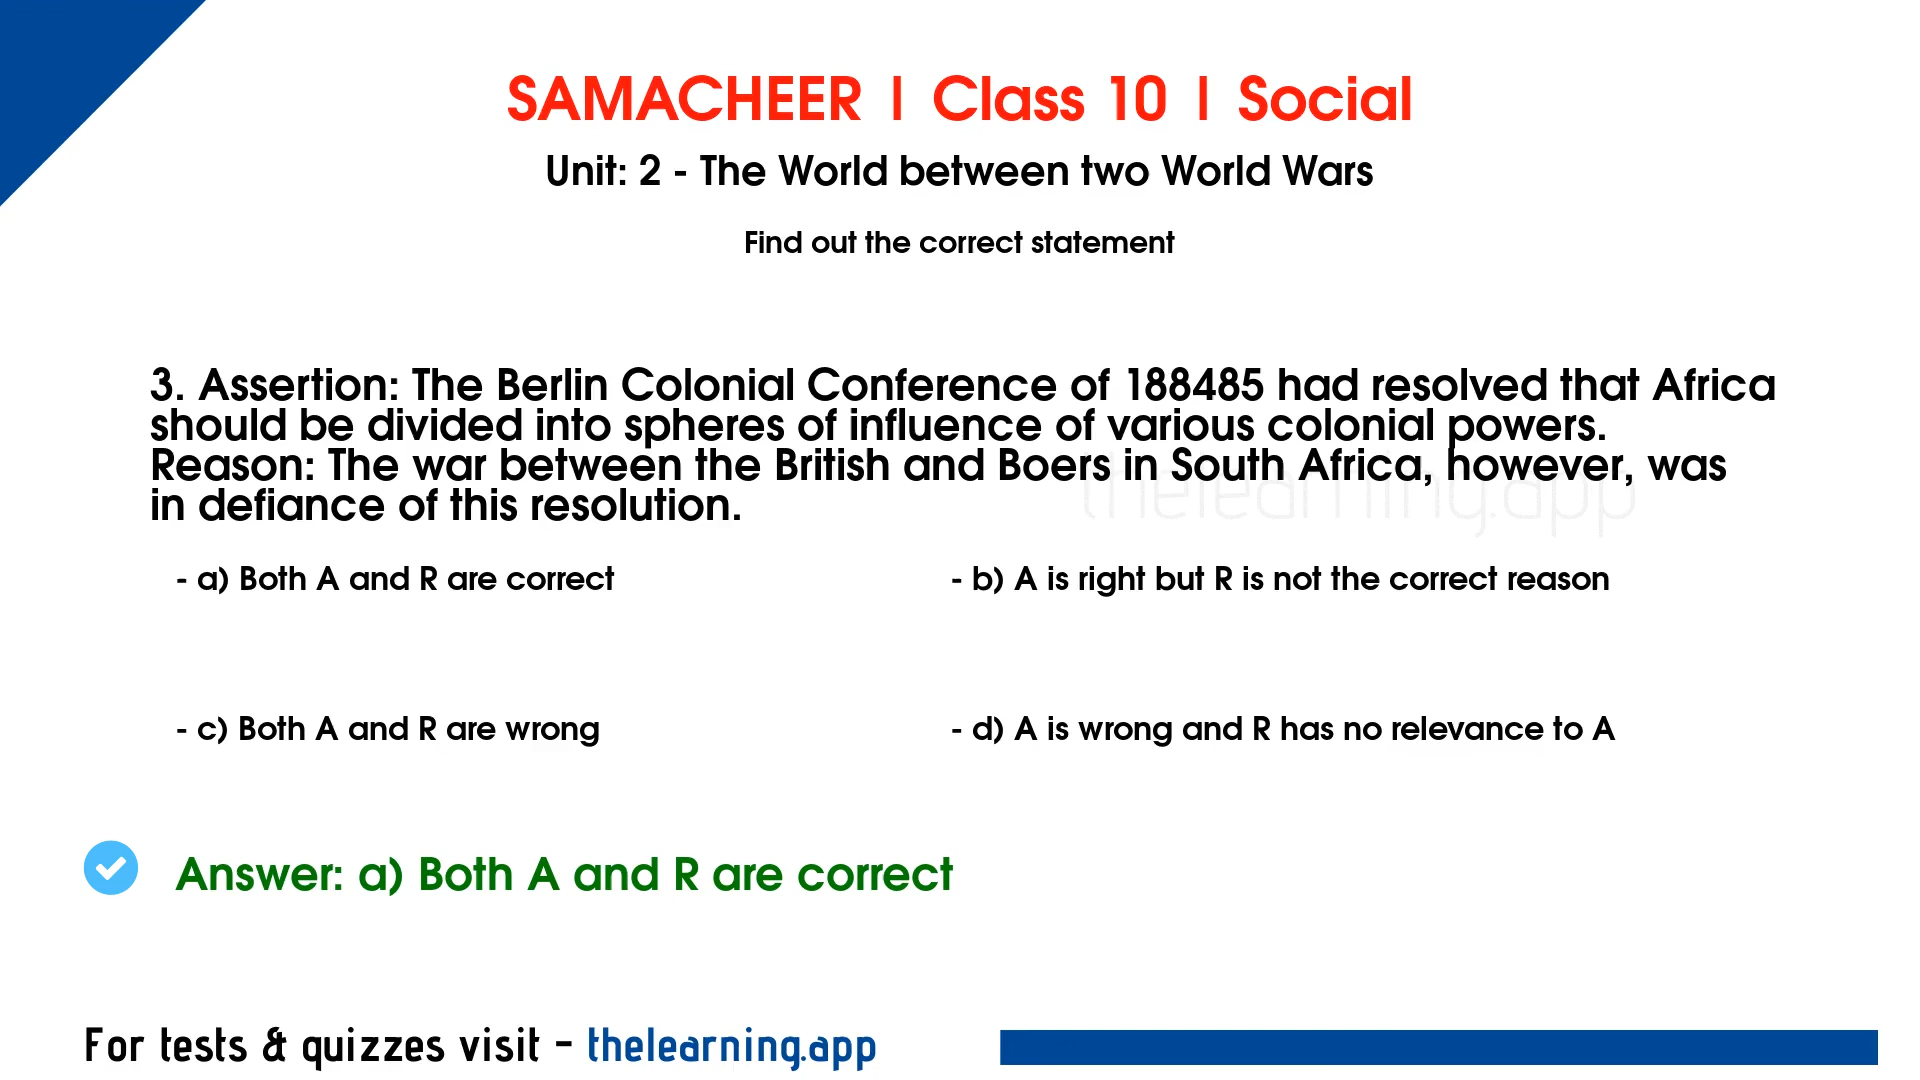 SAMACHEER | Class 10 | Social
Unit: 2 - The World between two World Wars
Find out the correct statement
3. Assertion: The Berlin Colonial Conference of 188485 had resolved that Africa
should be divided into spheres of influence of various colonial powers.
Reason: The war between the British and Boers in South Africa, however, was
in defiance of this resolution.
thelearning.app
- a) Both A and R are correct
- b) A is right but R is not the correct reason
- c) Both A and R are wrong
- d) A is wrong and R has no relevance to A
Answer: a) Both A and R are correct
For tests & quizzes visit - thelearning.app